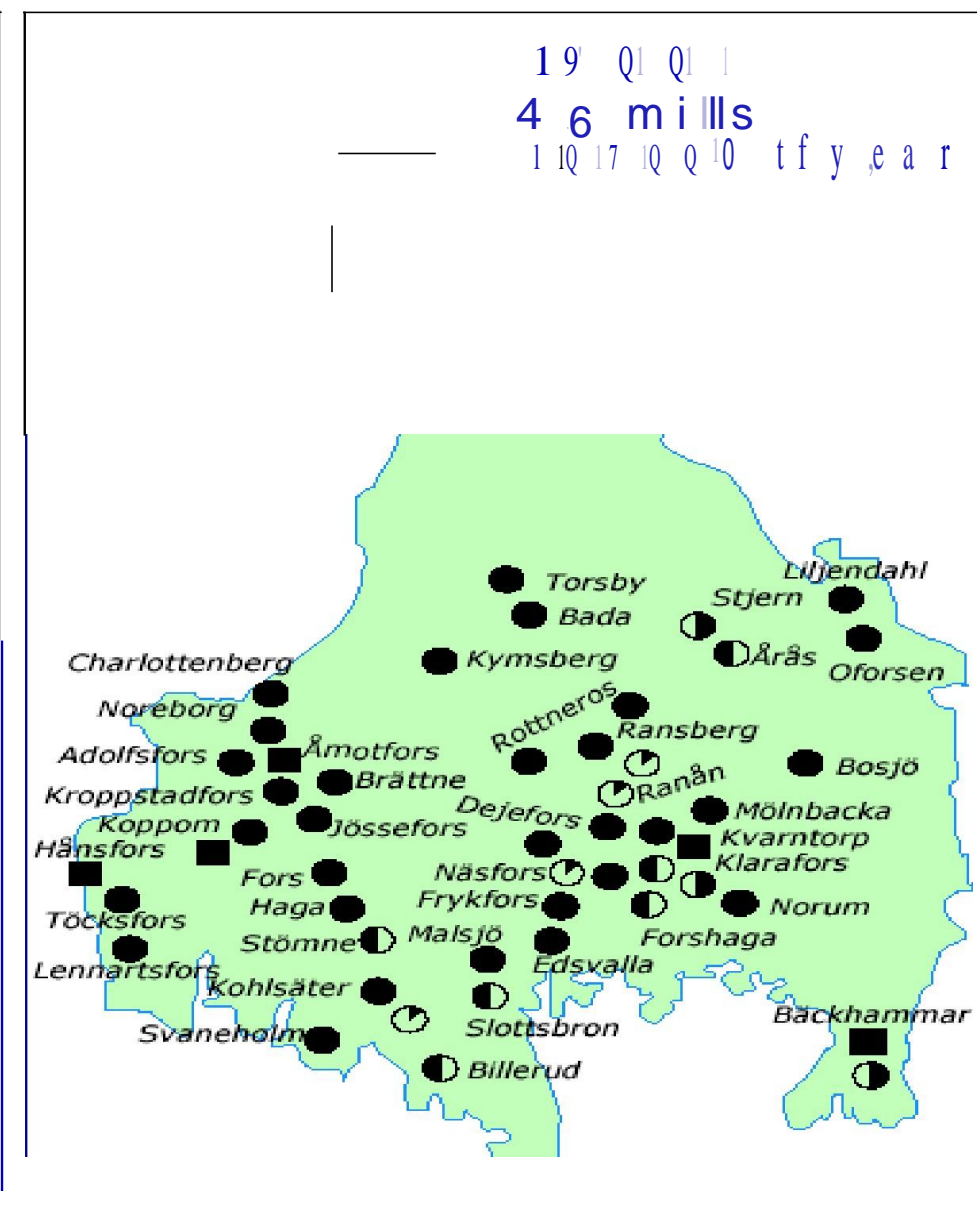 46 mills
Liljendahl
Torsby
Stjern
Bada
Årås
Charlottenberg
Kymsberg
Oforsen
Noreborg
Rottneros
Ransberg
Adolfsfors
Åmotfors
Bosjö
Brättne
Ranån
Kroppstadfors
Dejefors
Mölnbacka
Koppom
Jössefors
Kvarntorp
Hånsfors
Klarafors
Fors
Näsfors
Haga
Frykfors
Norum
Töcksfors
Stömne
Malsjö
Forshaga
Lennartsfors
Edsvalla
Kohlsäter
Bäckhammar
Svaneholm
Slottsbron
Billerud